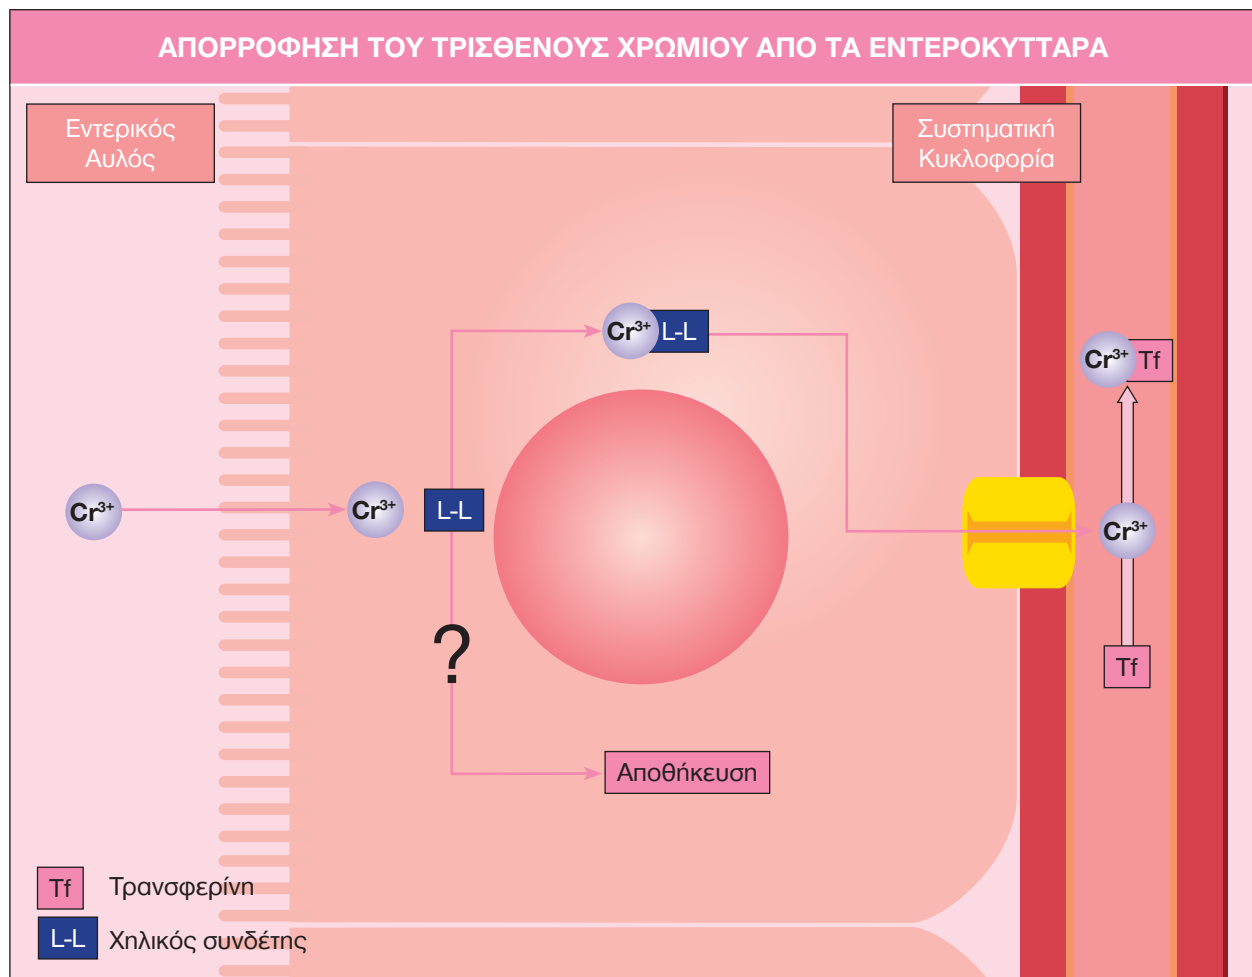 ΑΠΟΡΡΟΦΗΣΗ ΤΟΥ ΤΡΙΣΘΕΝΟΥΣ ΧΡΩΜΙΟΥ ΑΠΟ ΤΑ ΕΝΤΕΡΟΚΥΤΤΑΡΑ
Εντερικός
Αυλός
Συστηματική
Κυκλοφορία
Cr³⁺ L-L
Cr³⁺ Tf
Cr³⁺
Cr³⁺
L-L
Cr³⁺
?
Tf
Αποθήκευση
Tf Τρανσφερίνη
L-L Χηλικός συνδέτης